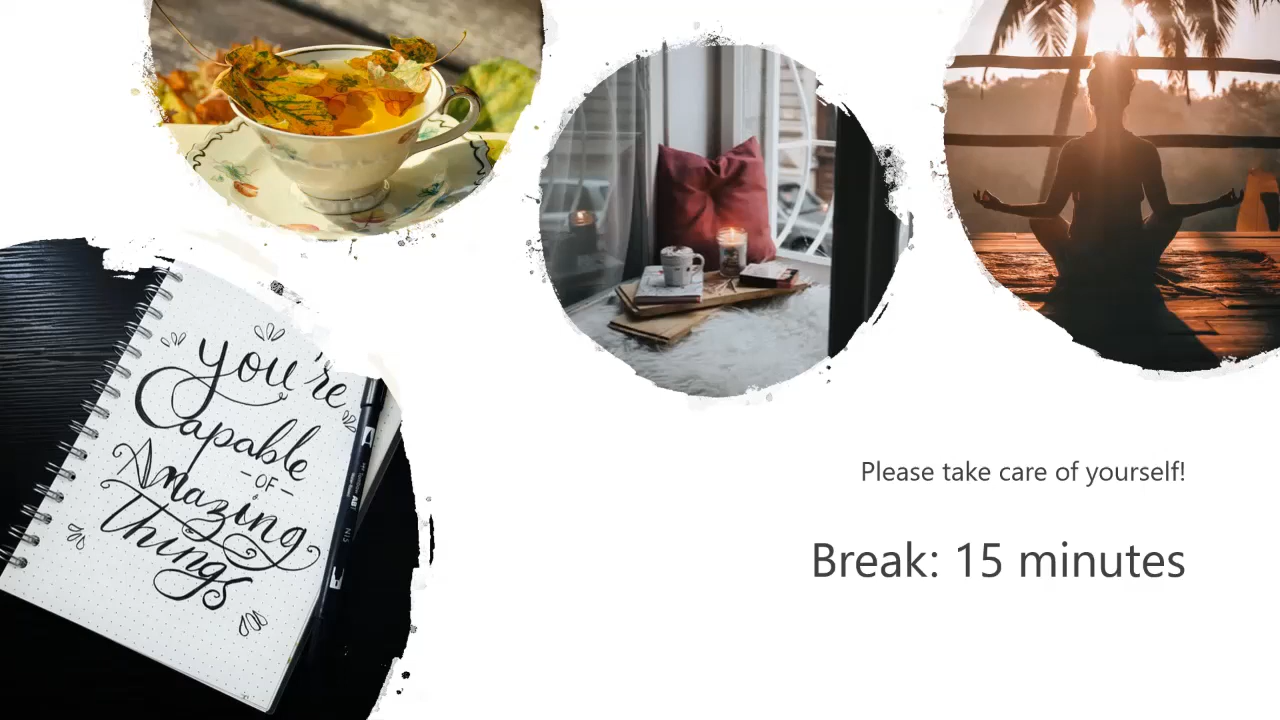 you're
Capable
-OF-
Amazing
Things
Please take care of yourself!
Break: 15 minutes